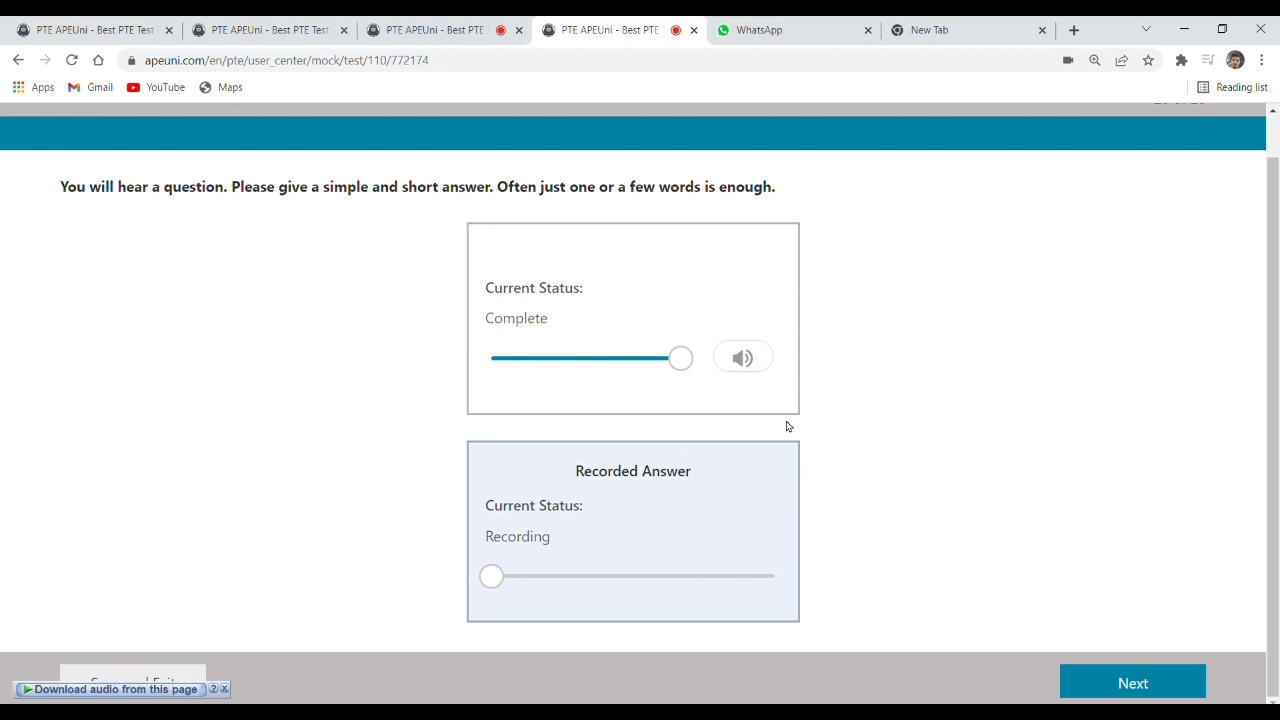 PTE APEUni - Best PTE Test
PTE APEUni - Best PTE Test
PTE APEUni - Best PTE
PTE APEUni - Best PTE
WhatsApp
New Tab
apeuni.com/en/pte/user_center/mock/test/110/772174
Apps
Gmail
YouTube
Maps
Reading list
You will hear a question. Please give a simple and short answer. Often just one or a few words is enough.
Current Status:
Complete
Recorded Answer
Current Status:
Recording
Download audio from this page
?
Next